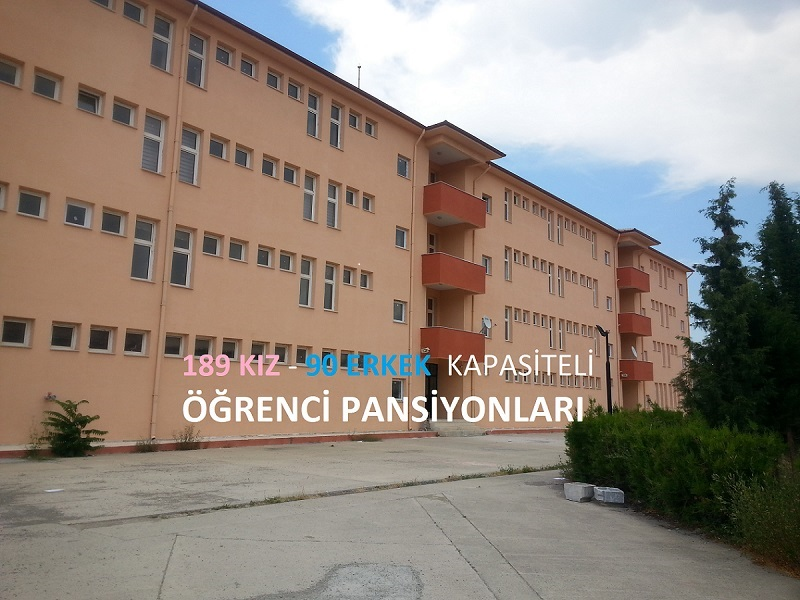 189 KIZ - 90 ERKEK KAPASİTELİ
ÖĞRENCİ PANSİYONLARI